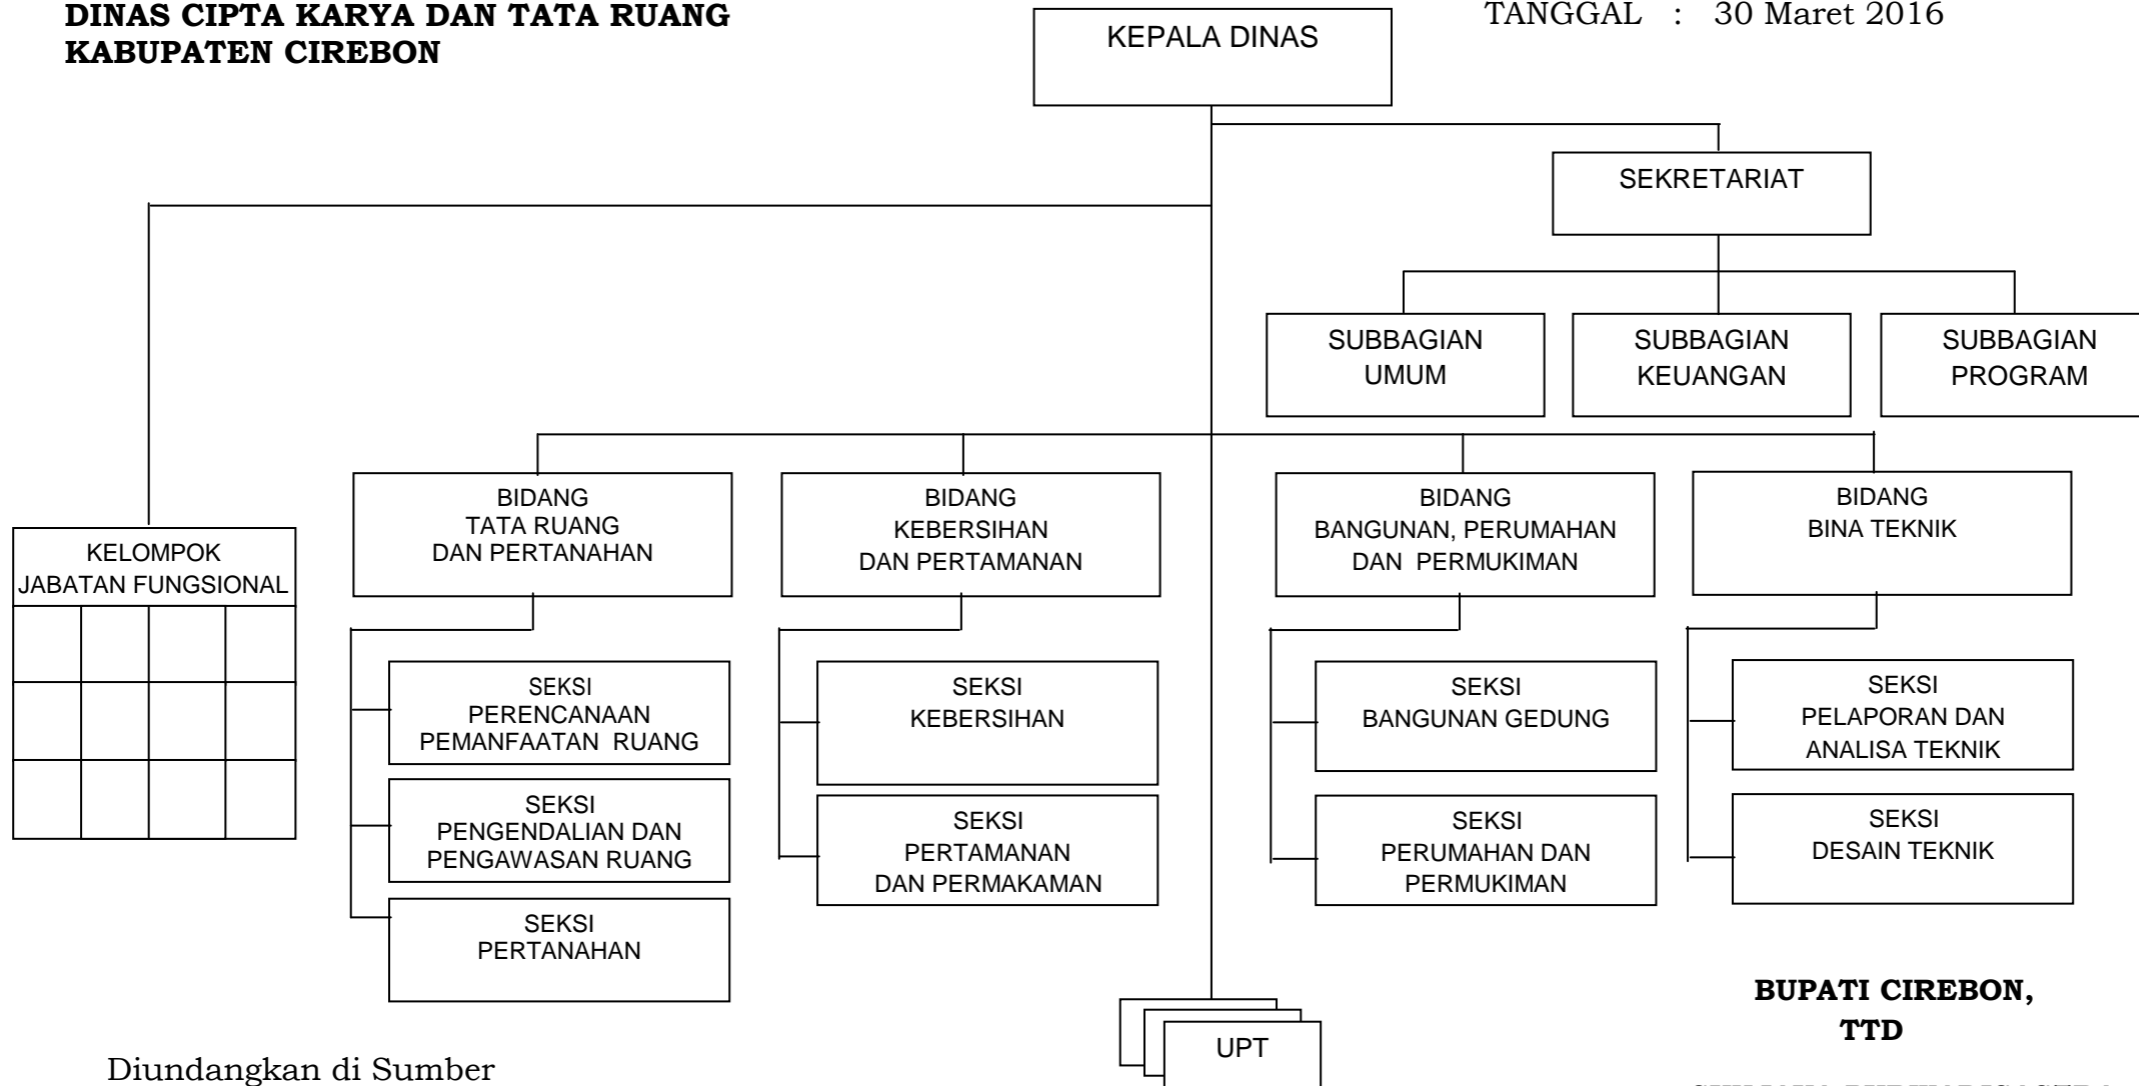 DINAS CIPTA KARYA DAN TATA RUANG
KABUPATEN CIREBON
TANGGAL : 30 Maret 2016
KEPALA DINAS
SEKRETARIAT
SUBBAGIAN
UMUM
SUBBAGIAN
KEUANGAN
SUBBAGIAN
PROGRAM
KELOMPOK
JABATAN FUNGSIONAL
BIDANG
TATA RUANG
DAN PERTANAHAN
BIDANG
KEBERSIHAN
DAN PERTAMANAN
BIDANG
BANGUNAN, PERUMAHAN
DAN PERMUKIMAN
BIDANG
BINA TEKNIK
SEKSI
PERENCANAAN
PEMANFAATAN RUANG
SEKSI
PENGENDALIAN DAN
PENGAWASAN RUANG
SEKSI
PERTANAHAN
SEKSI
KEBERSIHAN
SEKSI
PERTAMANAN
DAN PERMAKAMAN
SEKSI
BANGUNAN GEDUNG
SEKSI
PERUMAHAN DAN
PERMUKIMAN
SEKSI
PELAPORAN DAN
ANALISA TEKNIK
SEKSI
DESAIN TEKNIK
UPT
BUPATI CIREBON,
TTD
Diundangkan di Sumber